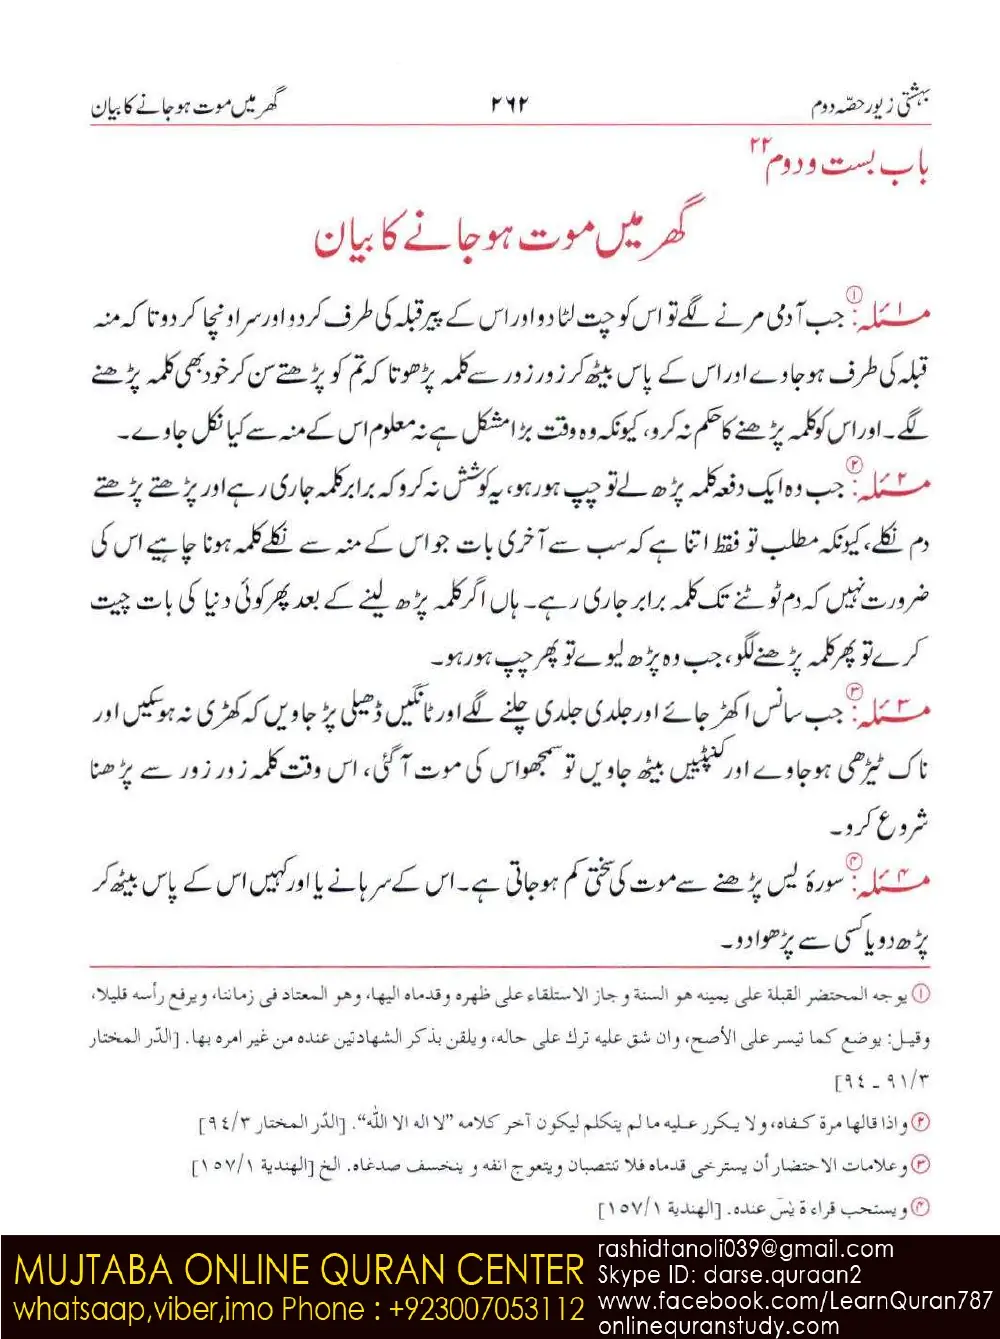 بہشتی زیور حصّہ دوم ۲۶۲ گھر میں موت ہو جانے کا بیان
باب بست و دوم ۲۲
گھر میں موت ہو جانے کا بیان
مسئلہ۱: ① جب آدمی مرنے لگے تو اس کو چت لٹا دو اور اس کے پیر قبلہ کی طرف کر دو اور سر اونچا کر دو تا کہ منہ
قبلہ کی طرف ہو جاوے اور اس کے پاس بیٹھ کر زور زور سے کلمہ پڑھو تا کہ تم کو پڑھتے سن کر خود بھی کلمہ پڑھنے
لگے۔ اور اس کو کلمہ پڑھنے کا حکم نہ کرو، کیونکہ وہ وقت بڑا مشکل ہے نہ معلوم اس کے منہ سے کیا نکل جاوے۔
مسئلہ۲: ② جب وہ ایک دفعہ کلمہ پڑھ لے تو چپ ہو رہو، یہ کوشش نہ کرو کہ برابر کلمہ جاری رہے اور پڑھتے پڑھتے
دم نکلے، کیونکہ مطلب تو فقط اتنا ہے کہ سب سے آخری بات جو اس کے منہ سے نکلے کلمہ ہونا چاہیے اس کی
ضرورت نہیں کہ دم ٹوٹنے تک کلمہ برابر جاری رہے۔ ہاں اگر کلمہ پڑھ لینے کے بعد پھر کوئی دنیا کی بات چیت
کرے تو پھر کلمہ پڑھنے لگو، جب وہ پڑھ لیوے تو پھر چپ ہو رہو۔
مسئلہ۳: ③ جب سانس اکھڑ جائے اور جلدی جلدی چلنے لگے اور ٹانگیں ڈھیلی پڑ جاویں کہ کھڑی نہ ہو سکیں اور
ناک ٹیڑھی ہو جاوے اور کنپٹیں بیٹھ جاویں تو سمجھو اس کی موت آ گئی، اس وقت کلمہ زور زور سے پڑھنا
شروع کرو۔
مسئلہ۴: ④ سورۂ یٰس پڑھنے سے موت کی سختی کم ہو جاتی ہے۔ اس کے سرہانے یا اور کہیں اس کے پاس بیٹھ کر
پڑھ دو یا کسی سے پڑھوا دو۔
① يوجه المحتضر القبلة على يمينه هو السنة وجاز الاستلقاء على ظهره وقدماه اليها، وهو المعتاد فى زماننا، ويرفع رأسه قليلا،
وقيل: يوضع كما تيسر على الأصح، وان شق عليه ترك على حاله، ويلقن بذكر الشهادتين عنده من غير امره بها. [الدّر المختار
۳/۹۱ ـ ۹٤]
② واذا قالها مرة كفاه، ولا يكرر عليه ما لم يتكلم ليكون آخر كلامه ”لا اله الا الله“. [الدّر المختار ۳/۹٤]
③ وعلامات الاحتضار أن يسترخى قدماه فلا تنتصبان ويتعوج انفه و ينخسف صدغاه. الخ [الهندية ۱/۱٥۷]
④ ويستحب قراءة يٰسٓ عنده. [الهندية ۱/۱٥۷]
MUJTABA ONLINE QURAN CENTER
whatsaap,viber,imo Phone : +923007053112
rashidtanoli039@gmail.com
Skype ID: darse.quraan2
www.facebook.com/LearnQuran787
onlinequranstudy.com